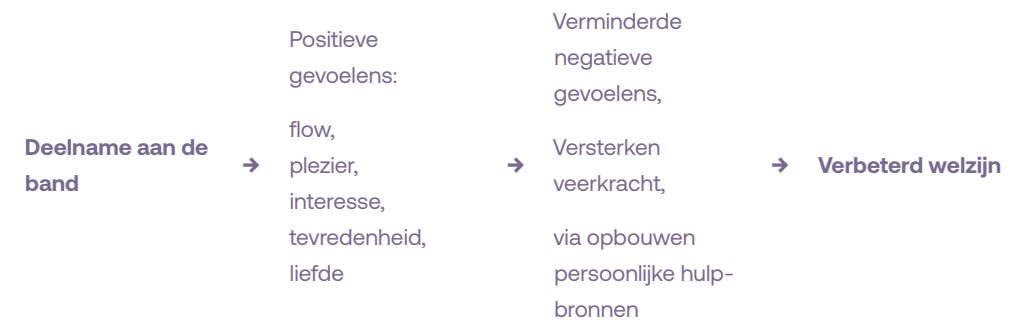 Deelname aan de
band
→
Positieve
gevoelens:
flow,
plezier,
interesse,
tevredenheid,
liefde
→
Verminderde
negatieve
gevoelens,
Versterken
veerkracht,
via opbouwen
persoonlijke hulp-
bronnen
→
Verbeterd welzijn